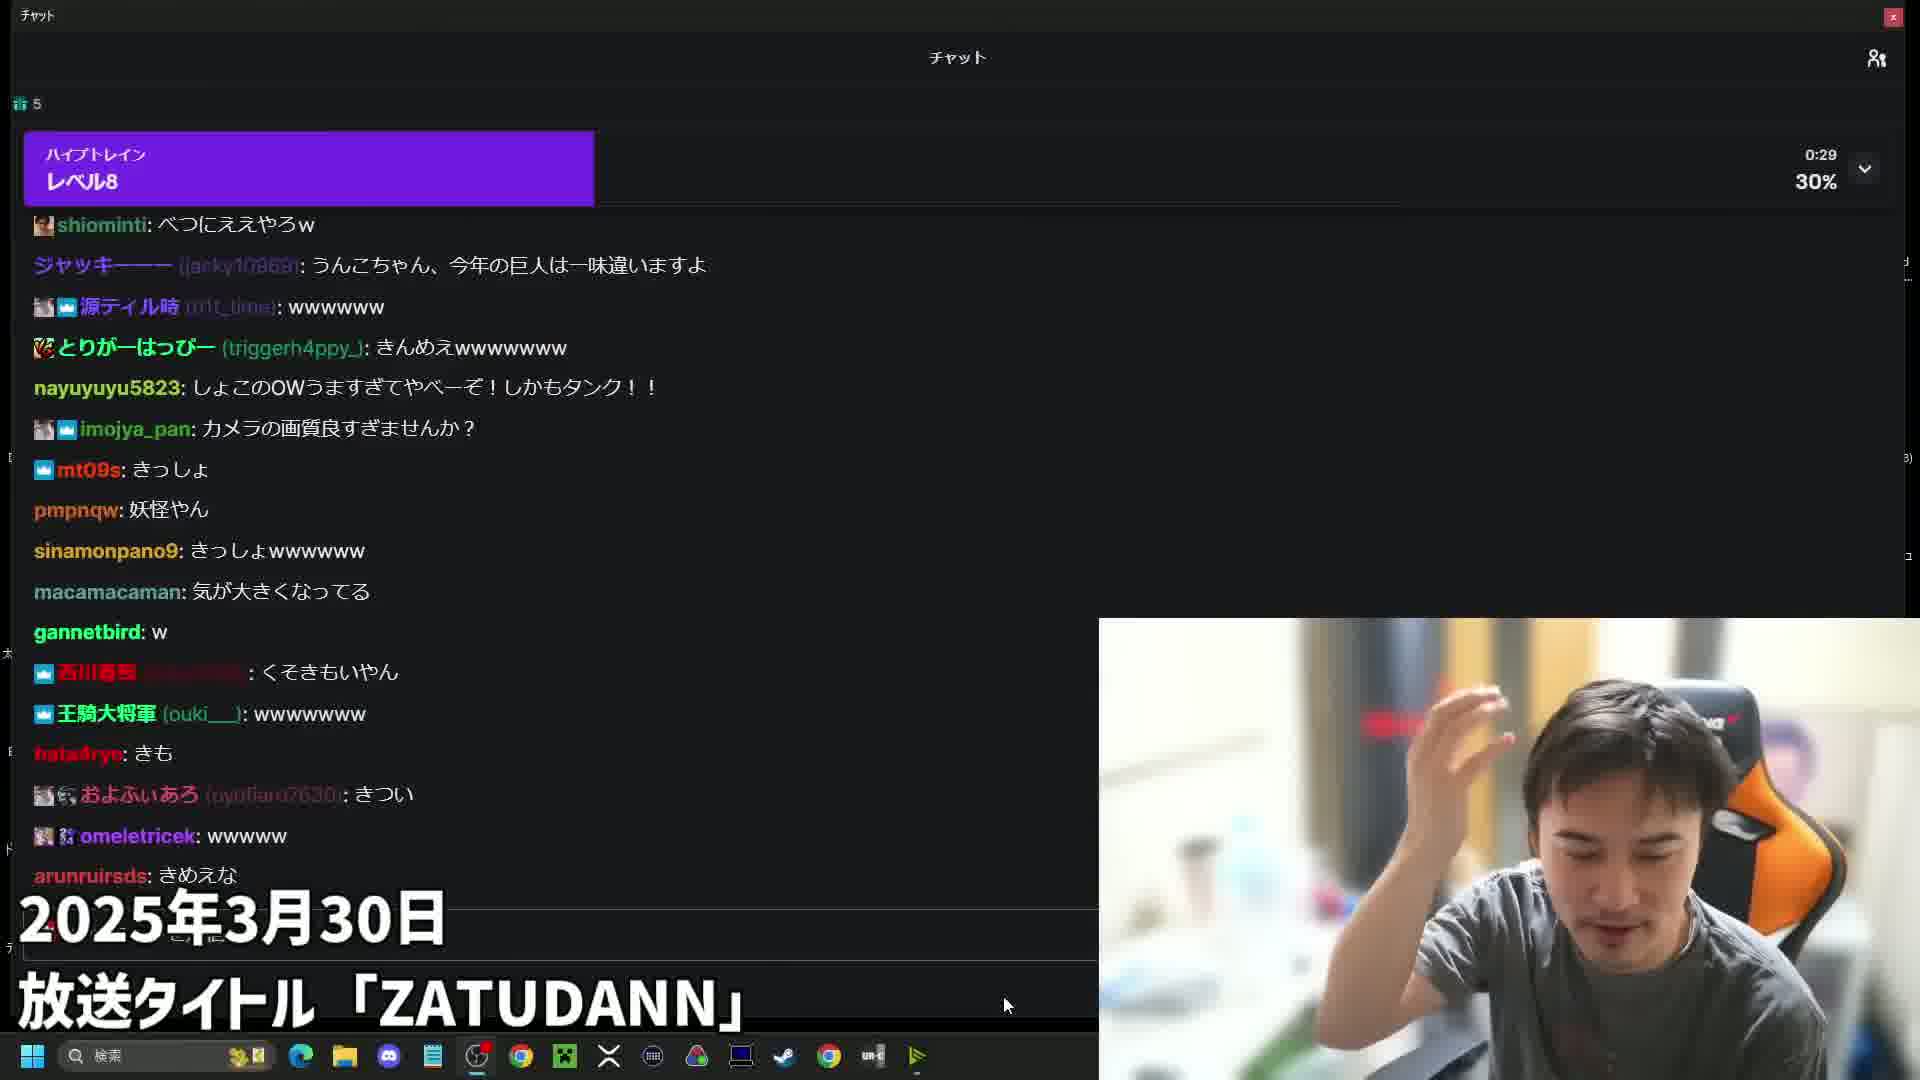 チャット
チャット
5
ハイプトレイン
レベル8
0:29
30%
shiominti: べつにええやろw
ジャッキーーー (jacky10969): うんこちゃん、今年の巨人は一味違いますよ
源テイル時 (m1t_time): wwwwww
とりがーはっぴー (triggerh4ppy_): きんめえwwwwwww
nayuyuyu5823: しょこのOWうますぎてやべーぞ！しかもタンク！！
imojya_pan: カメラの画質良すぎませんか？
mt09s: きっしょ
pmpnqw: 妖怪やん
sinamonpano9: きっしょwwwwww
macamacaman: 気が大きくなってる
gannetbird: w
: くそきもいやん
王騎大将軍 (ouki___): wwwwwww
hata4ryo: きも
およふぃあろ (oyofiaro7630): きつい
omeletricek: wwwww
arunruirsds: きめえな
2025年3月30日
放送タイトル「ZATUDANN」
検索